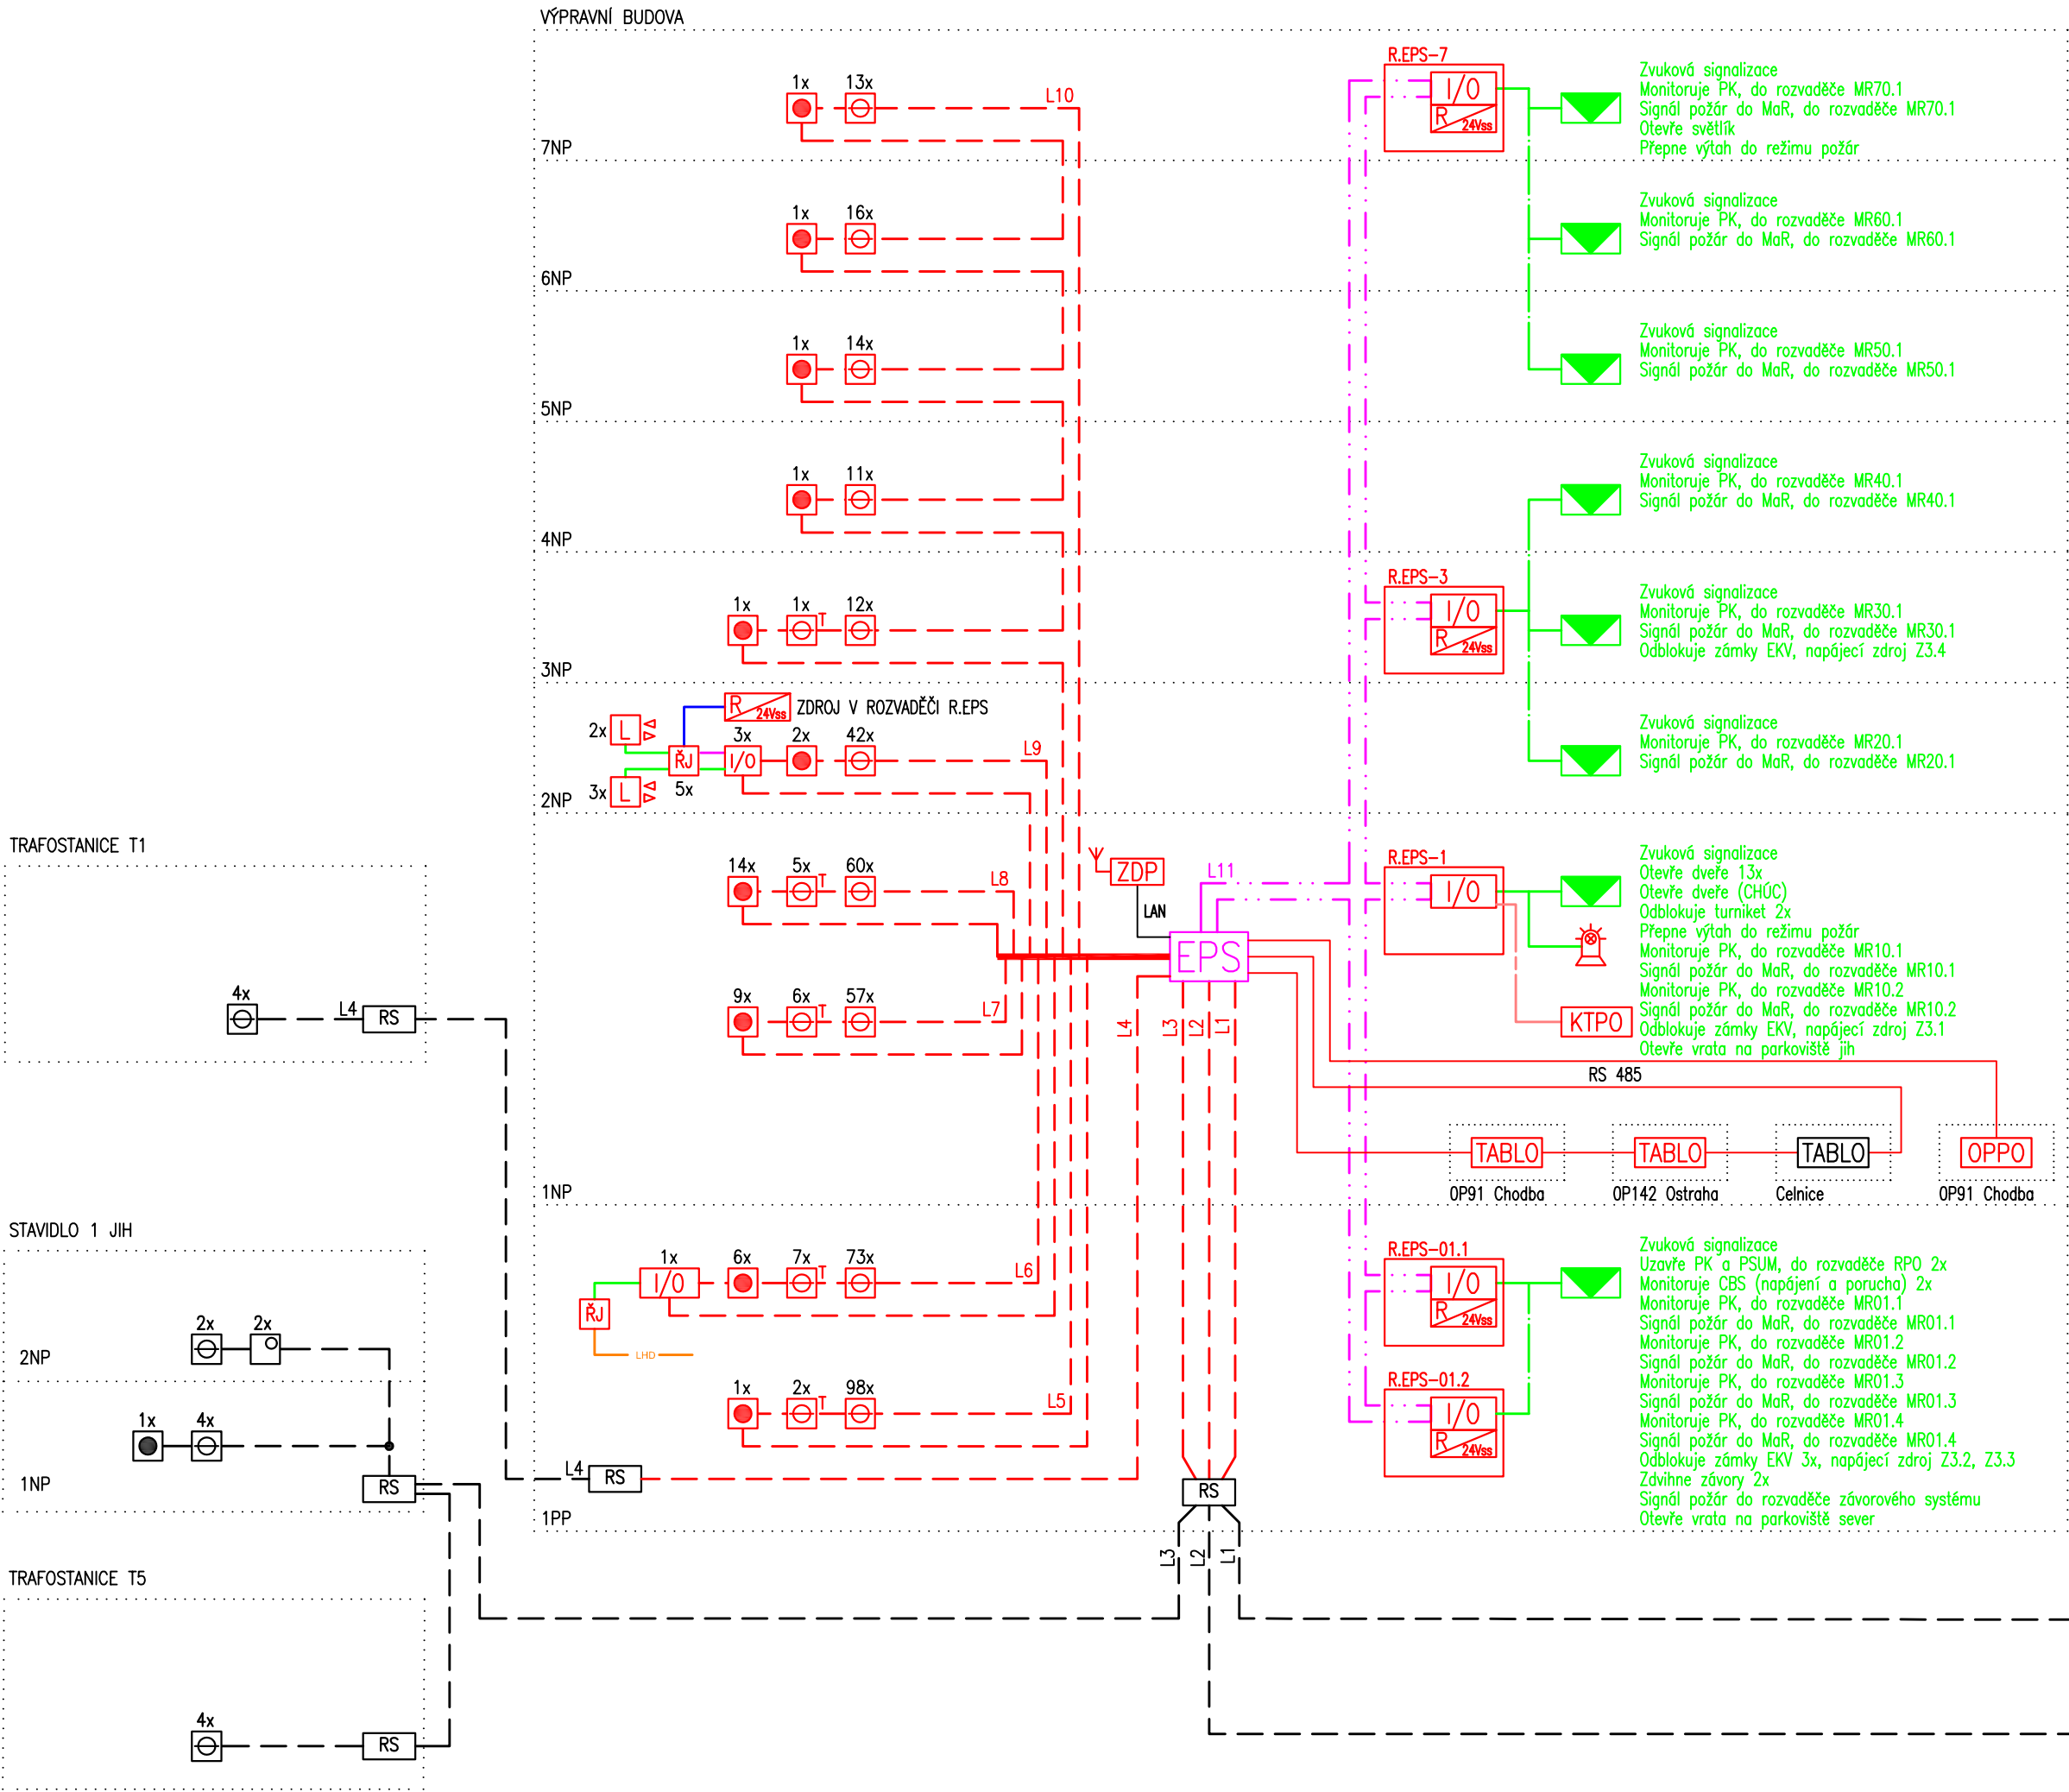 VÝPRAVNÍ BUDOVA
1x
13x
L10
7NP
R.EPS-7
I/O
R
24Vss
Zvuková signalizace
Monitoruje PK, do rozvaděče MR70.1
Signál požár do MaR, do rozvaděče MR70.1
Otevře světlík
Přepne výtah do režimu požár
1x
16x
6NP
Zvuková signalizace
Monitoruje PK, do rozvaděče MR60.1
Signál požár do MaR, do rozvaděče MR60.1
1x
14x
5NP
Zvuková signalizace
Monitoruje PK, do rozvaděče MR50.1
Signál požár do MaR, do rozvaděče MR50.1
1x
11x
4NP
Zvuková signalizace
Monitoruje PK, do rozvaděče MR40.1
Signál požár do MaR, do rozvaděče MR40.1
1x
1x
T
12x
3NP
R.EPS-3
I/O
R
24Vss
Zvuková signalizace
Monitoruje PK, do rozvaděče MR30.1
Signál požár do MaR, do rozvaděče MR30.1
Odblokuje zámky EKV, napájecí zdroj Z3.4
R
24Vss
ZDROJ V ROZVADĚČI R.EPS
2x
L
3x
L
ŘJ
5x
3x
I/O
2x
42x
L9
2NP
Zvuková signalizace
Monitoruje PK, do rozvaděče MR20.1
Signál požár do MaR, do rozvaděče MR20.1
TRAFOSTANICE T1
4x
L4
RS
14x
5x
T
60x
L8
ZDP
LAN
EPS
L11
R.EPS-1
I/O
KTPO
Zvuková signalizace
Otevře dveře 13x
Otevře dveře (CHÚC)
Odblokuje turniket 2x
Přepne výtah do režimu požár
Monitoruje PK, do rozvaděče MR10.1
Signál požár do MaR, do rozvaděče MR10.1
Monitoruje PK, do rozvaděče MR10.2
Signál požár do MaR, do rozvaděče MR10.2
Odblokuje zámky EKV, napájecí zdroj Z3.1
Otevře vrata na parkoviště jih
9x
6x
T
57x
L7
L4
L3
L2
L1
RS 485
TABLO
TABLO
TABLO
OPPO
OP91 Chodba
OP142 Ostraha
Celnice
OP91 Chodba
1NP
STAVIDLO 1 JIH
2x
2x
2NP
1x
4x
1NP
RS
1x
I/O
6x
7x
T
73x
L6
ŘJ
LHD
1x
2x
T
98x
L5
L4
RS
RS
1PP
R.EPS-01.1
I/O
R
24Vss
R.EPS-01.2
I/O
R
24Vss
Zvuková signalizace
Uzavře PK a PSUM, do rozvaděče RPO 2x
Monitoruje CBS (napájení a porucha) 2x
Monitoruje PK, do rozvaděče MR01.1
Signál požár do MaR, do rozvaděče MR01.1
Monitoruje PK, do rozvaděče MR01.2
Signál požár do MaR, do rozvaděče MR01.2
Monitoruje PK, do rozvaděče MR01.3
Signál požár do MaR, do rozvaděče MR01.3
Monitoruje PK, do rozvaděče MR01.4
Signál požár do MaR, do rozvaděče MR01.4
Odblokuje zámky EKV 3x, napájecí zdroj Z3.2, Z3.3
Zdvihne závory 2x
Signál požár do rozvaděče závorového systému
Otevře vrata na parkoviště sever
L3
L2
L1
TRAFOSTANICE T5
4x
RS